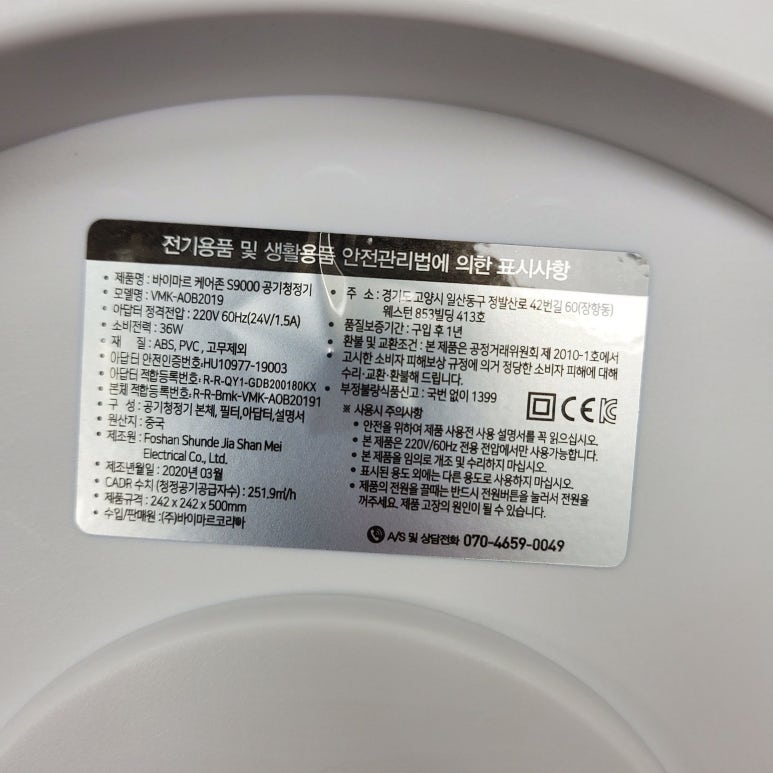 전기용품 및 생활용품 안전관리법에 의한 표시사항
• 제품명 : 바이마르 케어존 S9000 공기청정기
• 모델명 : VMK-AOB2019
• 아답터 정격전압 : 220V 60Hz(24V/1.5A)
• 소비전력 : 36W
• 재 질 : ABS, PVC , 고무제외
• 아답터 안전인증번호:HU10977-19003
• 아답터 적합등록번호: R-R-QY1-GDB200180KX
• 본체 적합등록번호: R-R-Bmk-VMK-AOB20191
• 구 성 : 공기청정기 본체, 필터,아답터,설명서
• 원산지 : 중국
• 제조원 : Foshan Shunde Jia Shan Mei
Electrical Co., Ltd.
• 제조년월일 : 2020년 03월
• CADR 수치 (청정공기공급자수) : 251.9㎥/h
• 제품규격 : 242 x 242 x 500mm
• 수입/판매원 : (주)바이마르코리아
• 주 소 : 경기도 고양시 일산동구 정발산로 42번길 60(장항동)
웨스턴 853빌딩 413호
• 품질보증기간 : 구입 후 1년
• 환불 및 교환조건 : 본 제품은 공정거래위원회 제 2010-1호에서
고시한 소비자 피해보상 규정에 의거 정당한 소비자 피해에 대해
수리·교환·환불해 드립니다.
• 부정불량식품신고 : 국번 없이 1399
※ 사용시 주의사항
• 안전을 위하여 제품 사용전 사용 설명서를 꼭 읽으십시오.
• 본 제품은 220V/60Hz 전용 전압에서만 사용가능합니다.
• 본 제품을 임의로 개조 및 수리하지 마십시오.
• 표시된 용도 외에는 다른 용도로 사용하지 마십시오.
• 제품의 전원을 끌때는 반드시 전원버튼을 눌러서 전원을
꺼주세요. 제품 고장의 원인이 될 수 있습니다.
A/S 및 상담전화 070-4659-0049